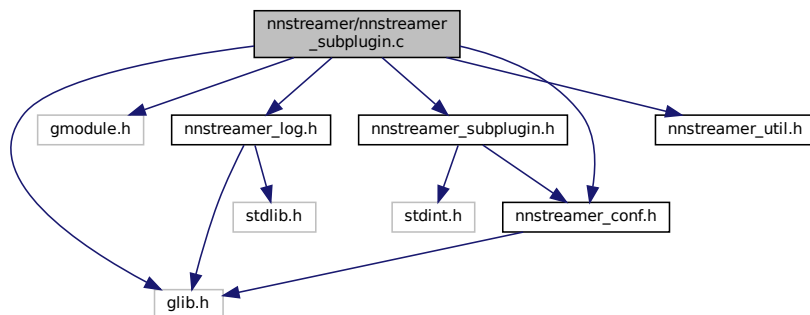 nnstreamer/nnstreamer
_subplugin.c
gmodule.h
nnstreamer_log.h
nnstreamer_subplugin.h
nnstreamer_util.h
stdlib.h
stdint.h
nnstreamer_conf.h
glib.h